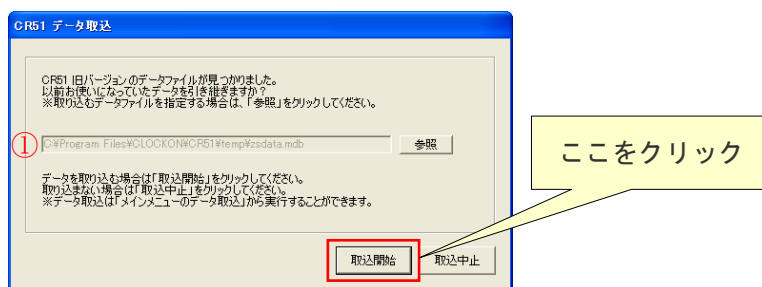 CR51 データ取込
CR51 旧バージョンのデータファイルが見つかりました。
以前お使いになっていたデータを引き継ぎますか？
※取り込むデータファイルを指定する場合は、「参照」をクリックしてください。
① C:¥Program Files¥CLOCKON¥CR51¥temp¥zsdata.mdb 参照
ここをクリック
データを取り込む場合は「取込開始」をクリックしてください。
取り込まない場合は「取込中止」をクリックしてください。
※データ取込は「メインメニューのデータ取込」から実行することができます。
取込開始 取込中止